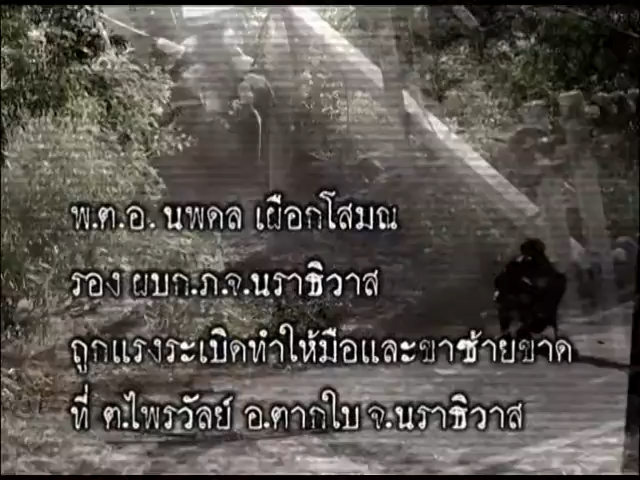 พ.ต.อ. นพดล เผือกโสมณ
รอง ผบก.ภ.จ.นราธิวาส
ถูกแรงระเบิดทำให้มือและขาซ้ายขาด
ที่ ต.ไพรวัลย์ อ.ตากใบ จ.นราธิวาส